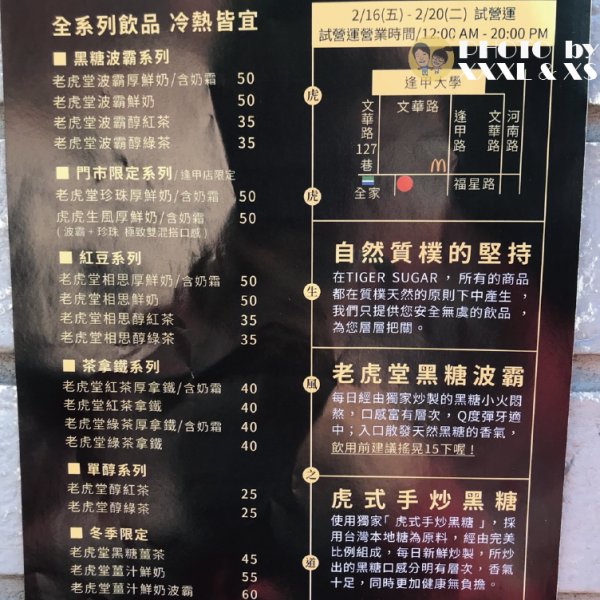 全系列飲品 冷熱皆宜
■ 黑糖波霸系列
老虎堂波霸厚鮮奶/含奶霜 50
老虎堂波霸鮮奶 50
老虎堂波霸醇紅茶 35
老虎堂波霸醇綠茶 35
■ 門市限定系列/逢甲店限定
老虎堂珍珠厚鮮奶/含奶霜 50
虎虎生風厚鮮奶/含奶霜 50
(波霸+珍珠 極致雙混搭口感)
■ 紅豆系列
老虎堂相思厚鮮奶/含奶霜 50
老虎堂相思鮮奶 50
老虎堂相思醇紅茶 35
老虎堂相思醇綠茶 35
■ 茶拿鐵系列
老虎堂紅茶厚拿鐵/含奶霜 40
老虎堂紅茶拿鐵 40
老虎堂綠茶厚拿鐵/含奶霜 40
老虎堂綠茶拿鐵 40
■ 單醇系列
老虎堂醇紅茶 25
老虎堂醇綠茶 25
■ 冬季限定
老虎堂黑糖薑茶 45
老虎堂薑汁鮮奶 55
老虎堂薑汁鮮奶波霸 60
虎
虎
生
風
之
道
2/16(五) - 2/20(二) 試營運
試營運營業時間/12:00 AM - 20:00 PM
PHOTO by
XXXL & XS
逢甲大學
文華路
文華路127巷
逢甲路
文華路
河南路
全家
福星路
自然質樸的堅持
在TIGER SUGAR,所有的商品
都在質樸天然的原則下中產生,
我們只提供您安全無虞的飲品,
為您層層把關。
老虎堂黑糖波霸
每日經由獨家炒製的黑糖小火悶
熬,口感富有層次,Q度彈牙適
中;入口散發天然黑糖的香氣,
飲用前建議搖晃15下喔!
虎式手炒黑糖
使用獨家「虎式手炒黑糖」,採
用台灣本地糖為原料,經由完美
比例組成,每日新鮮炒製,所炒
出的黑糖口感分明有層次,香氣
十足,同時更加健康無負擔。